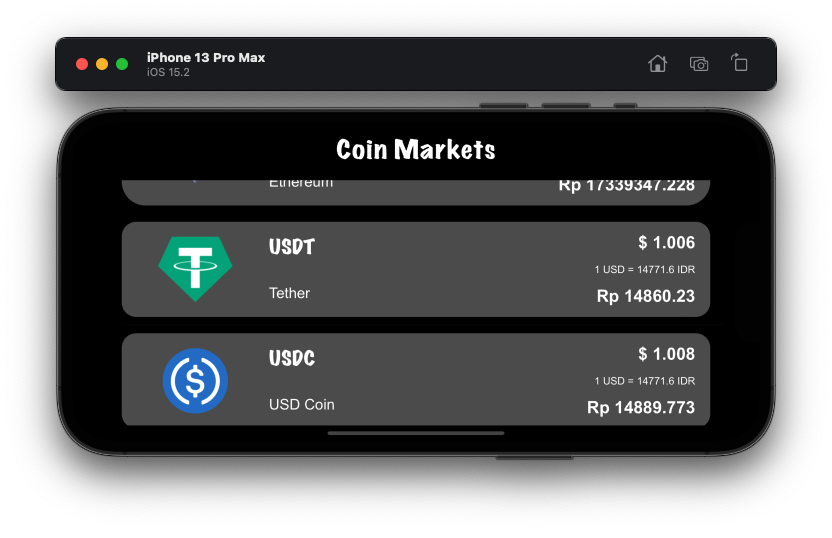 iPhone 13 Pro Max
iOS 15.2
Coin Markets
Ethereum
Rp 17339347.228
USDT
$ 1.006
1 USD = 14771.6 IDR
Tether
Rp 14860.23
USDC
$ 1.008
1 USD = 14771.6 IDR
USD Coin
Rp 14889.773